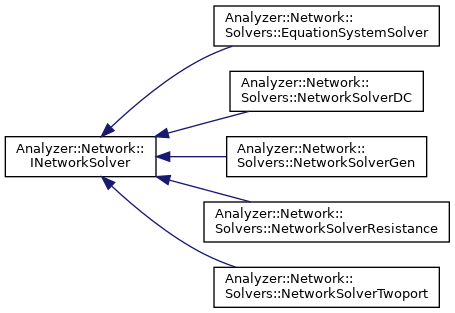 Analyzer::Network::
Solvers::EquationSystemSolver
Analyzer::Network::
Solvers::NetworkSolverDC
Analyzer::Network::
INetworkSolver
Analyzer::Network::
Solvers::NetworkSolverGen
Analyzer::Network::
Solvers::NetworkSolverResistance
Analyzer::Network::
Solvers::NetworkSolverTwoport